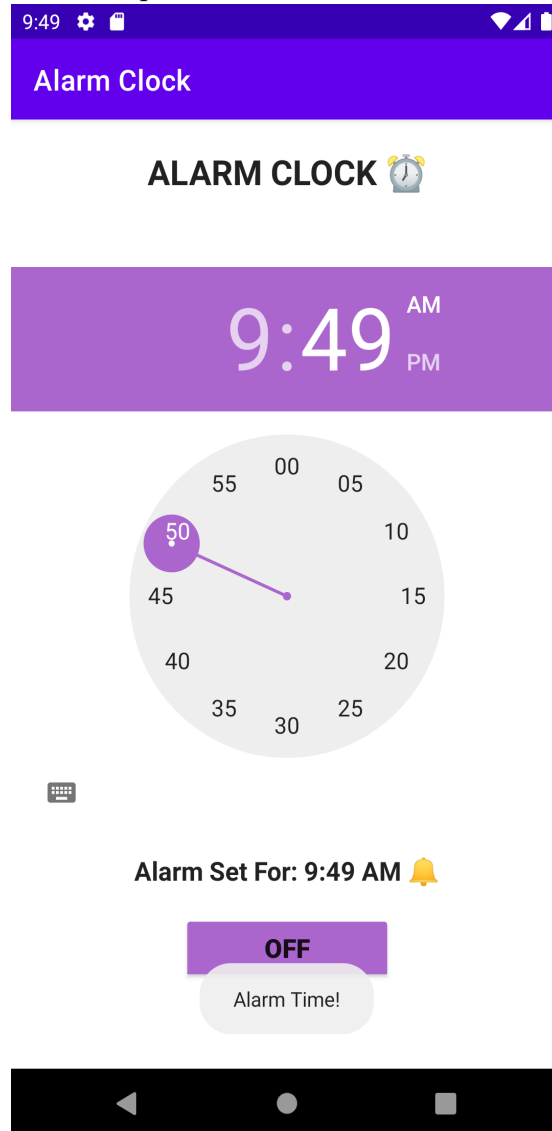 9:49
Alarm Clock
ALARM CLOCK ⏰
9:49
AM
PM
00
55 05
50 10
45 15
40 20
35 25
30
Alarm Set For: 9:49 AM 🔔
OFF
Alarm Time!